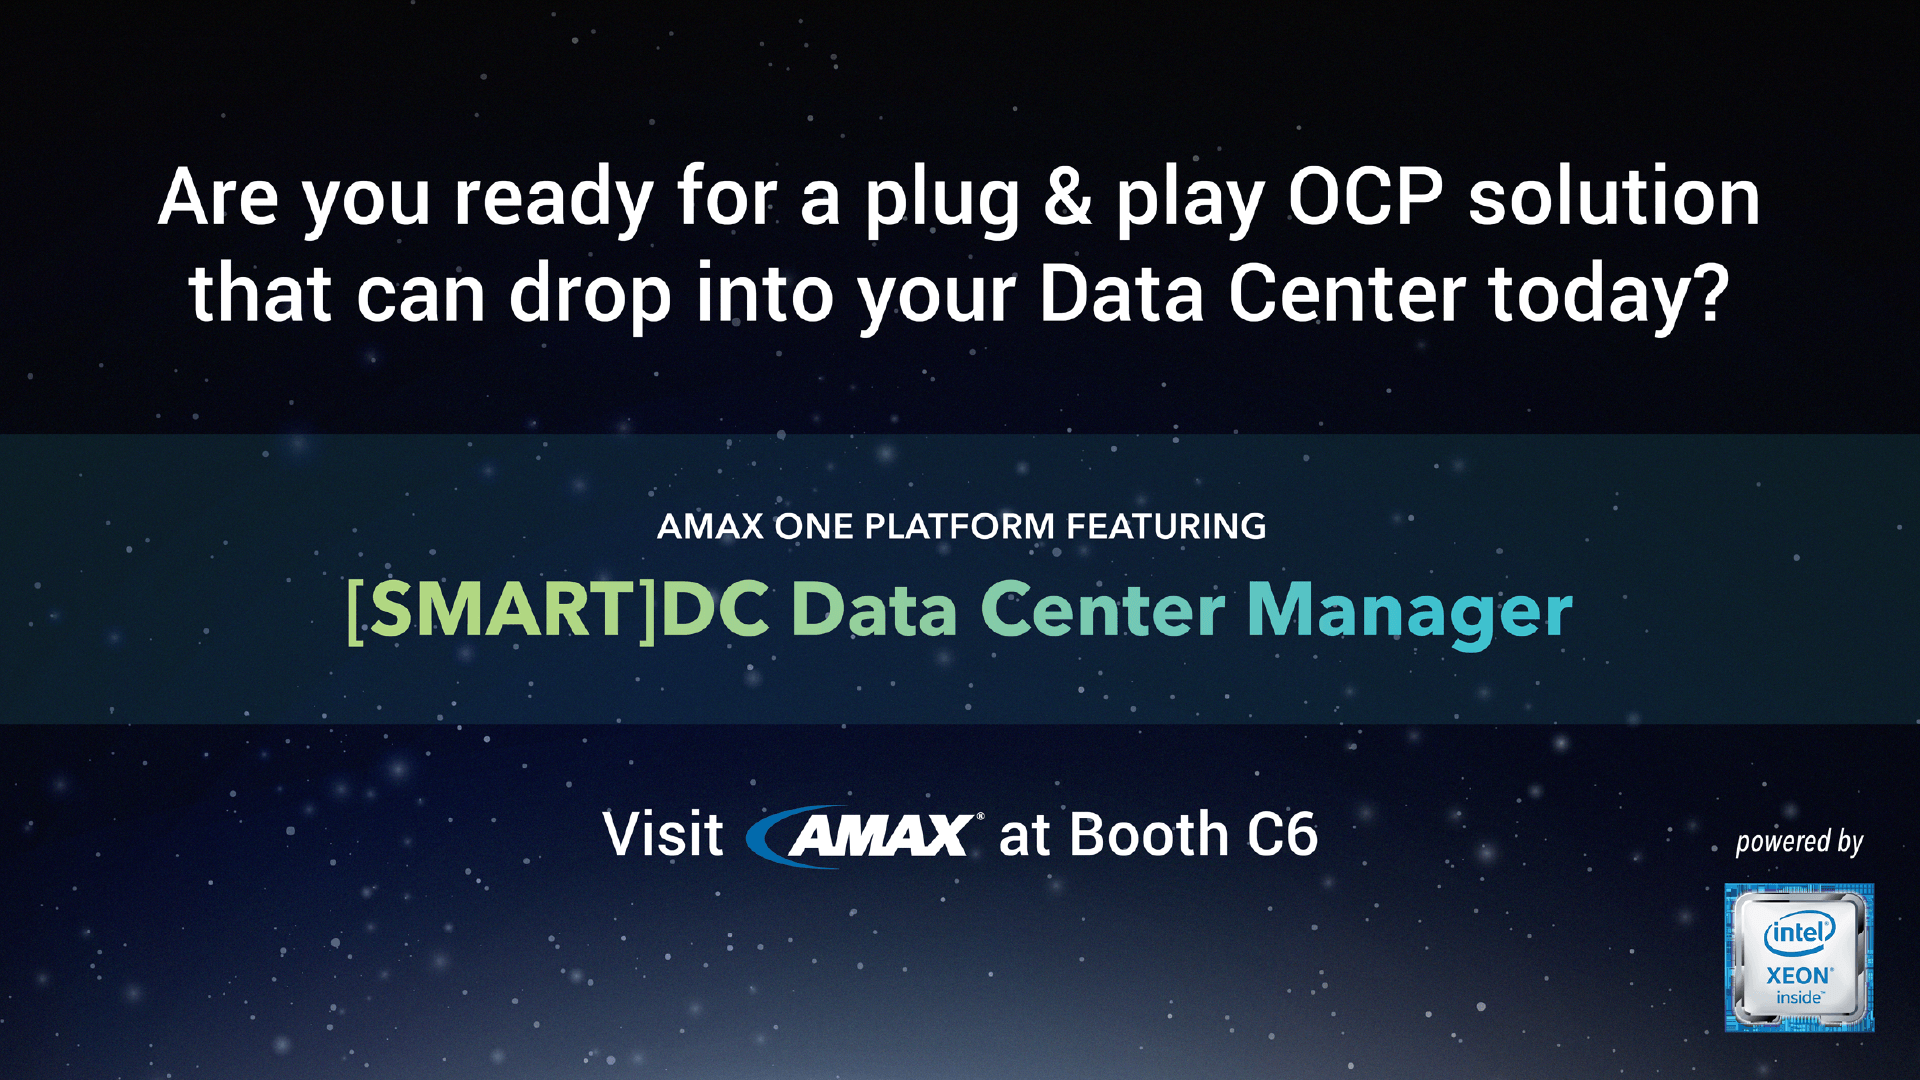 Are you ready for a plug & play OCP solution
that can drop into your Data Center today?
AMAX ONE PLATFORM FEATURING
[SMART]DC Data Center Manager
Visit AMAX® at Booth C6
powered by
intel®
XEON®
inside™